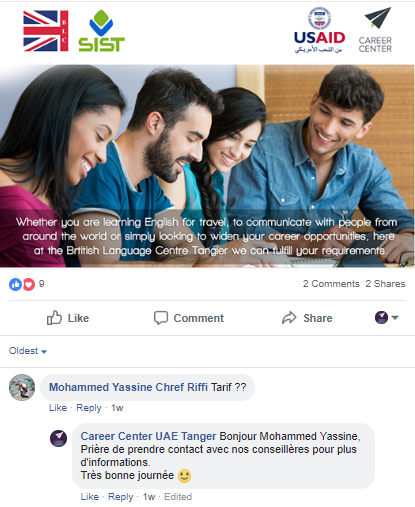 BLC
SIST
USAID
من الشعب الأمريكي
CAREER
CENTER
Whether you are learning English for travel, to communicate with people from
around the world or simply looking to widen your career opportunities, here
at the Brtitish Language Centre Tangier we can fulfill your requirements.
9
2 Comments 2 Shares
Like Comment Share
Oldest
Mohammed Yassine Chref Riffi Tarif ??
Like · Reply · 1w
Career Center UAE Tanger Bonjour Mohammed Yassine,
Prière de prendre contact avec nos conseillères pour plus
d'informations.
Très bonne journée
Like · Reply · 1w · Edited